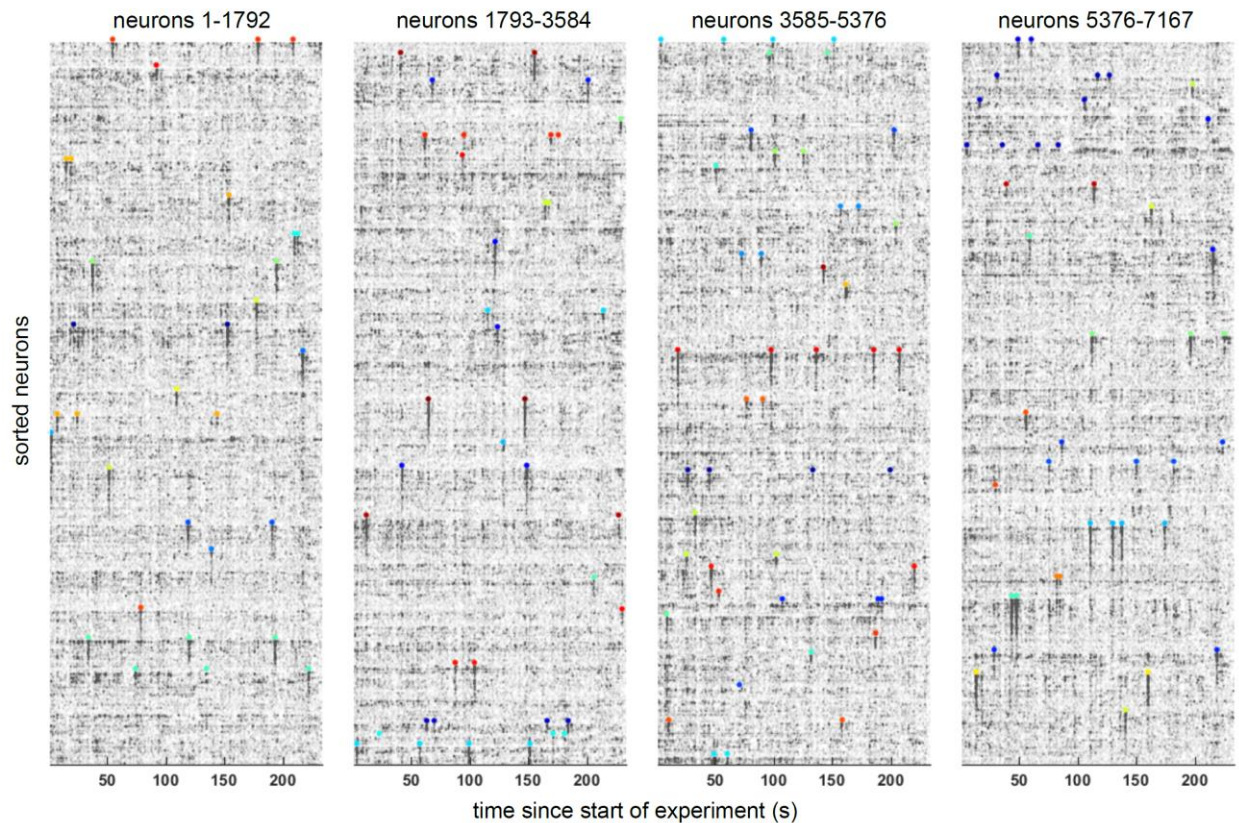 neurons 1-1792 neurons 1793-3584 neurons 3585-5376 neurons 5376-7167
sorted neurons
50 100 150 200 50 100 150 200 50 100 150 200 50 100 150 200
time since start of experiment (s)